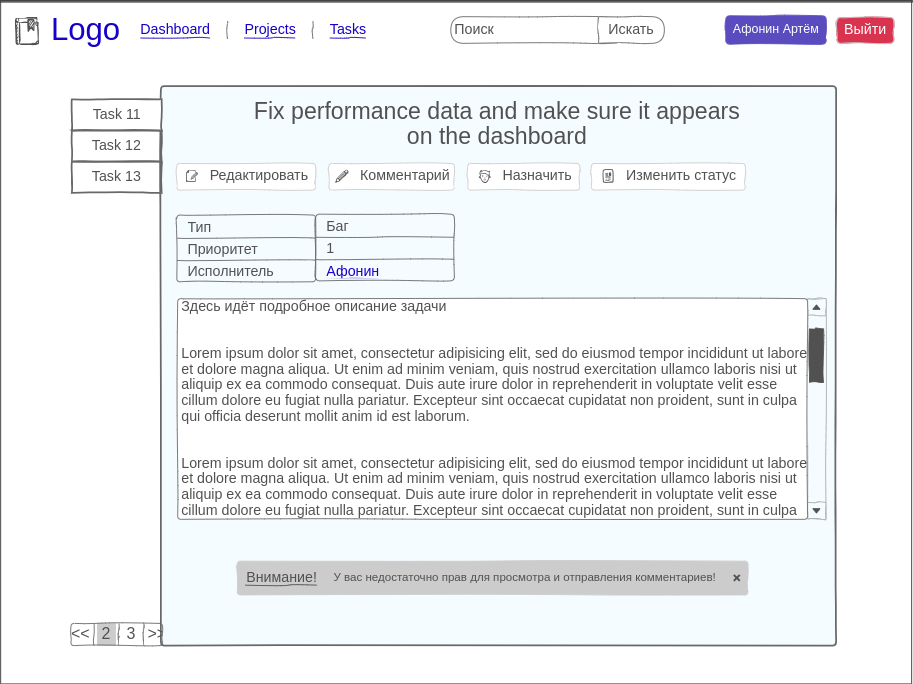 Logo Dashboard Projects Tasks Поиск Искать Афонин Артём Выйти
Task 11
Task 12
Task 13
Fix performance data and make sure it appears
on the dashboard
Редактировать Комментарий Назначить Изменить статус
Тип Баг
Приоритет 1
Исполнитель Афонин
Здесь идёт подробное описание задачи
Lorem ipsum dolor sit amet, consectetur adipisicing elit, sed do eiusmod tempor incididunt ut labore
et dolore magna aliqua. Ut enim ad minim veniam, quis nostrud exercitation ullamco laboris nisi ut
aliquip ex ea commodo consequat. Duis aute irure dolor in reprehenderit in voluptate velit esse
cillum dolore eu fugiat nulla pariatur. Excepteur sint occaecat cupidatat non proident, sunt in culpa
qui officia deserunt mollit anim id est laborum.
Lorem ipsum dolor sit amet, consectetur adipisicing elit, sed do eiusmod tempor incididunt ut labore
et dolore magna aliqua. Ut enim ad minim veniam, quis nostrud exercitation ullamco laboris nisi ut
aliquip ex ea commodo consequat. Duis aute irure dolor in reprehenderit in voluptate velit esse
cillum dolore eu fugiat nulla pariatur. Excepteur sint occaecat cupidatat non proident, sunt in culpa
Внимание! У вас недостаточно прав для просмотра и отправления комментариев! ×
<< 2 3 >>